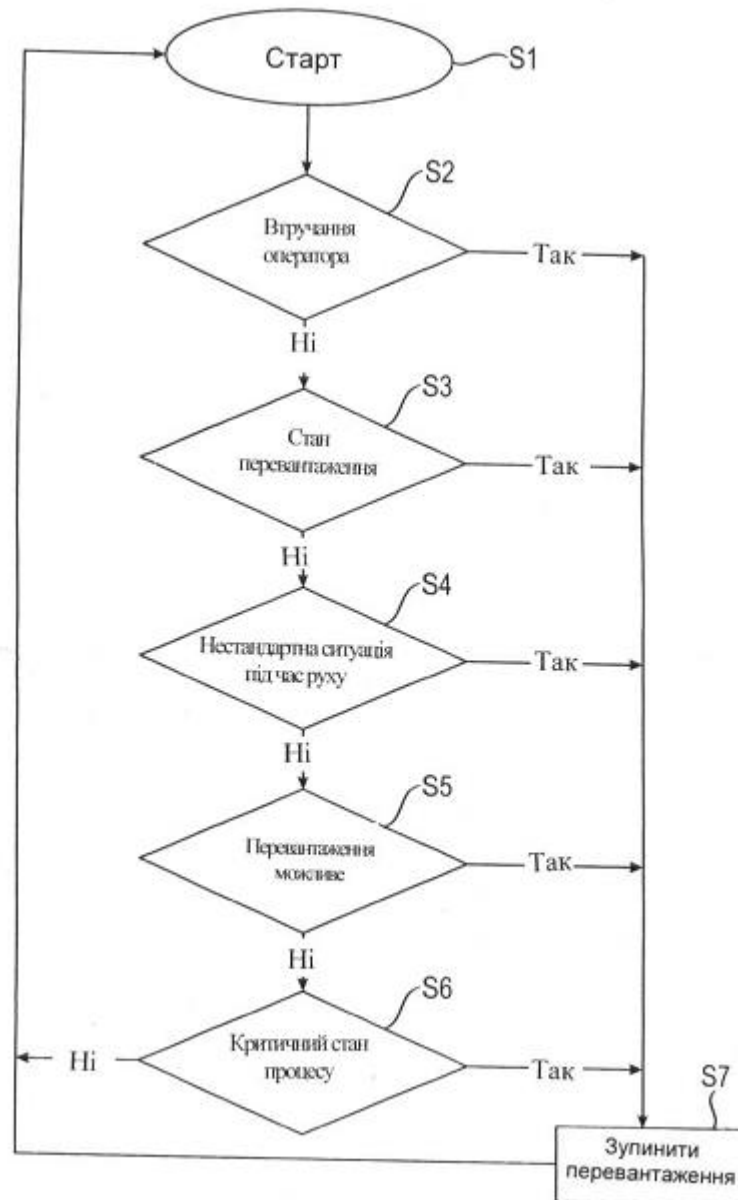 Старт
S1
S2
Втручання
оператора
Так
Ні
S3
Стан
перевантаження
Так
Ні
S4
Нестандартна ситуація
під час руху
Так
Ні
S5
Перевантаження
можливе
Так
Ні
S6
Критичний стан
процесу
Ні
Так
S7
Зупинити
перевантаження